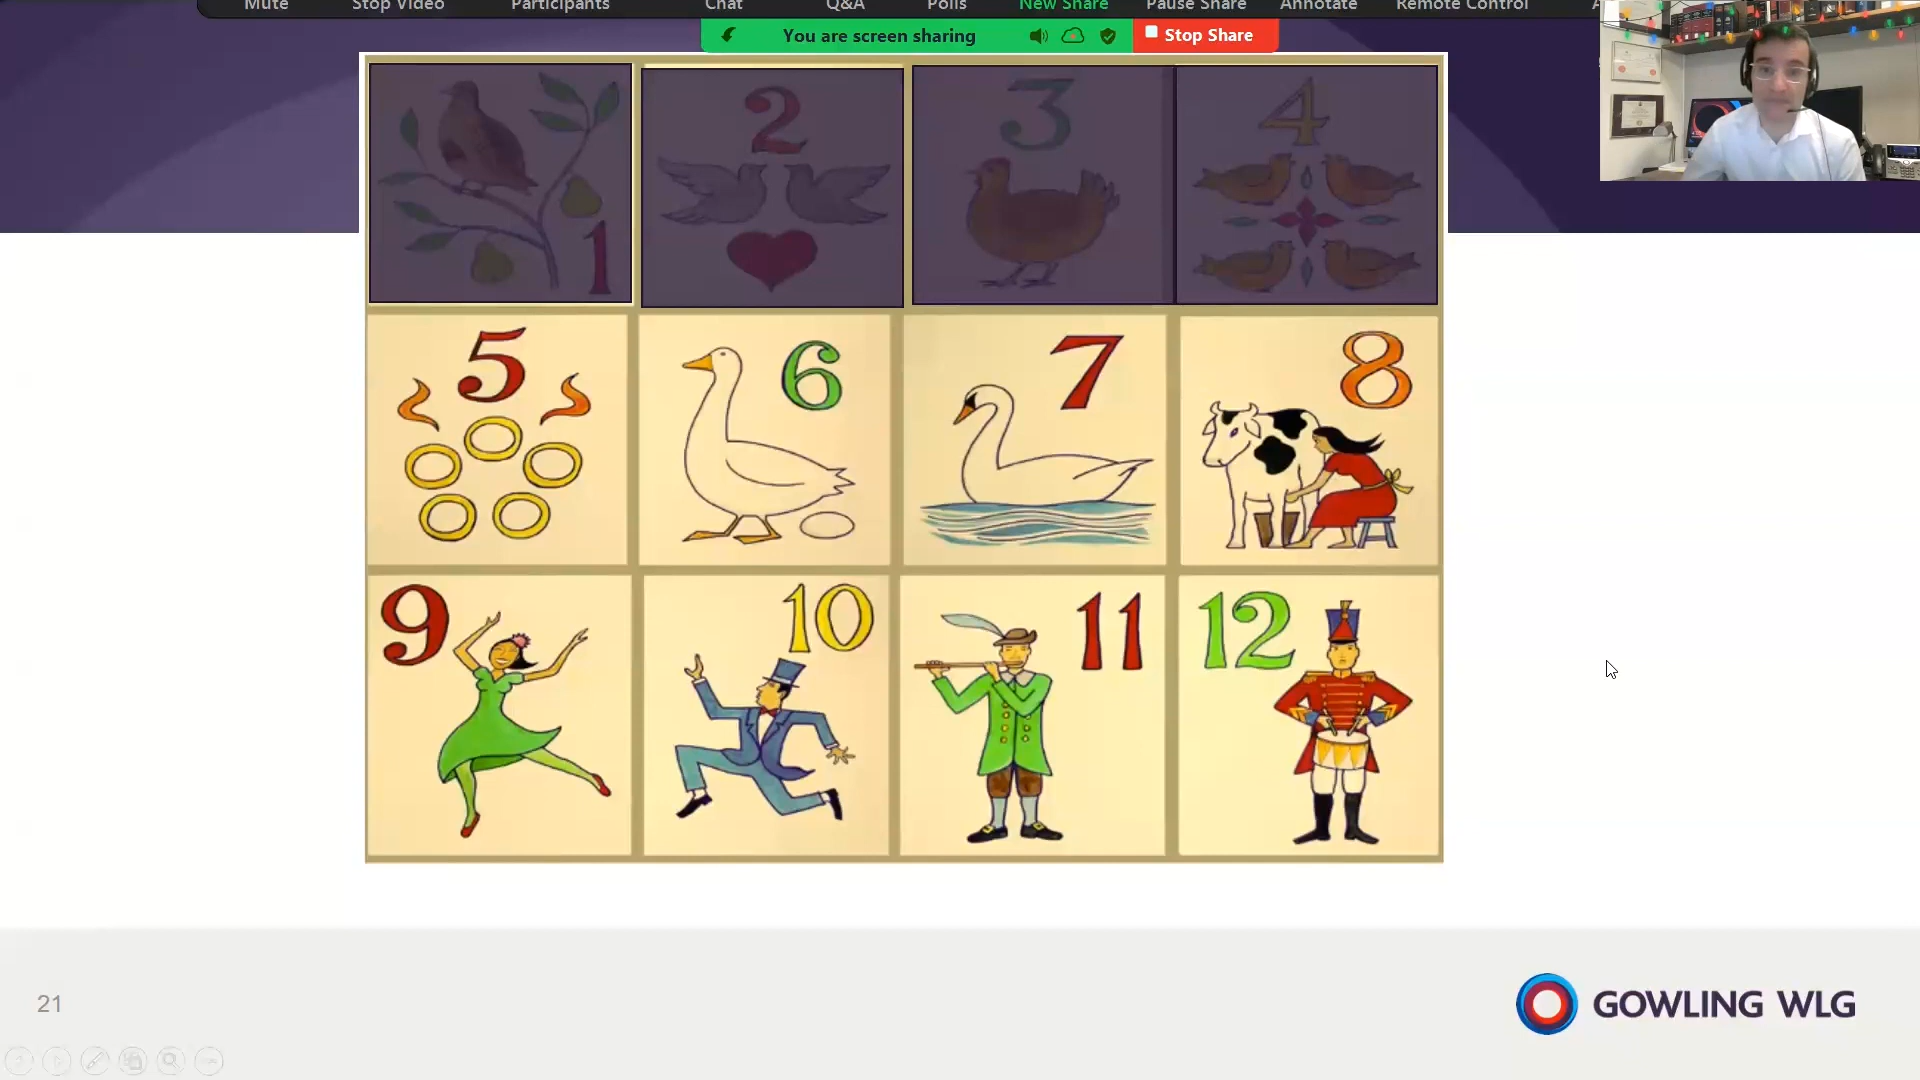 Mute Stop Video Participants Chat Q&A Polls New Share Pause Share Annotate Remote Control
You are screen sharing Stop Share
1 2 3 4
5 6 7 8
9 10 11 12
21
GOWLING WLG